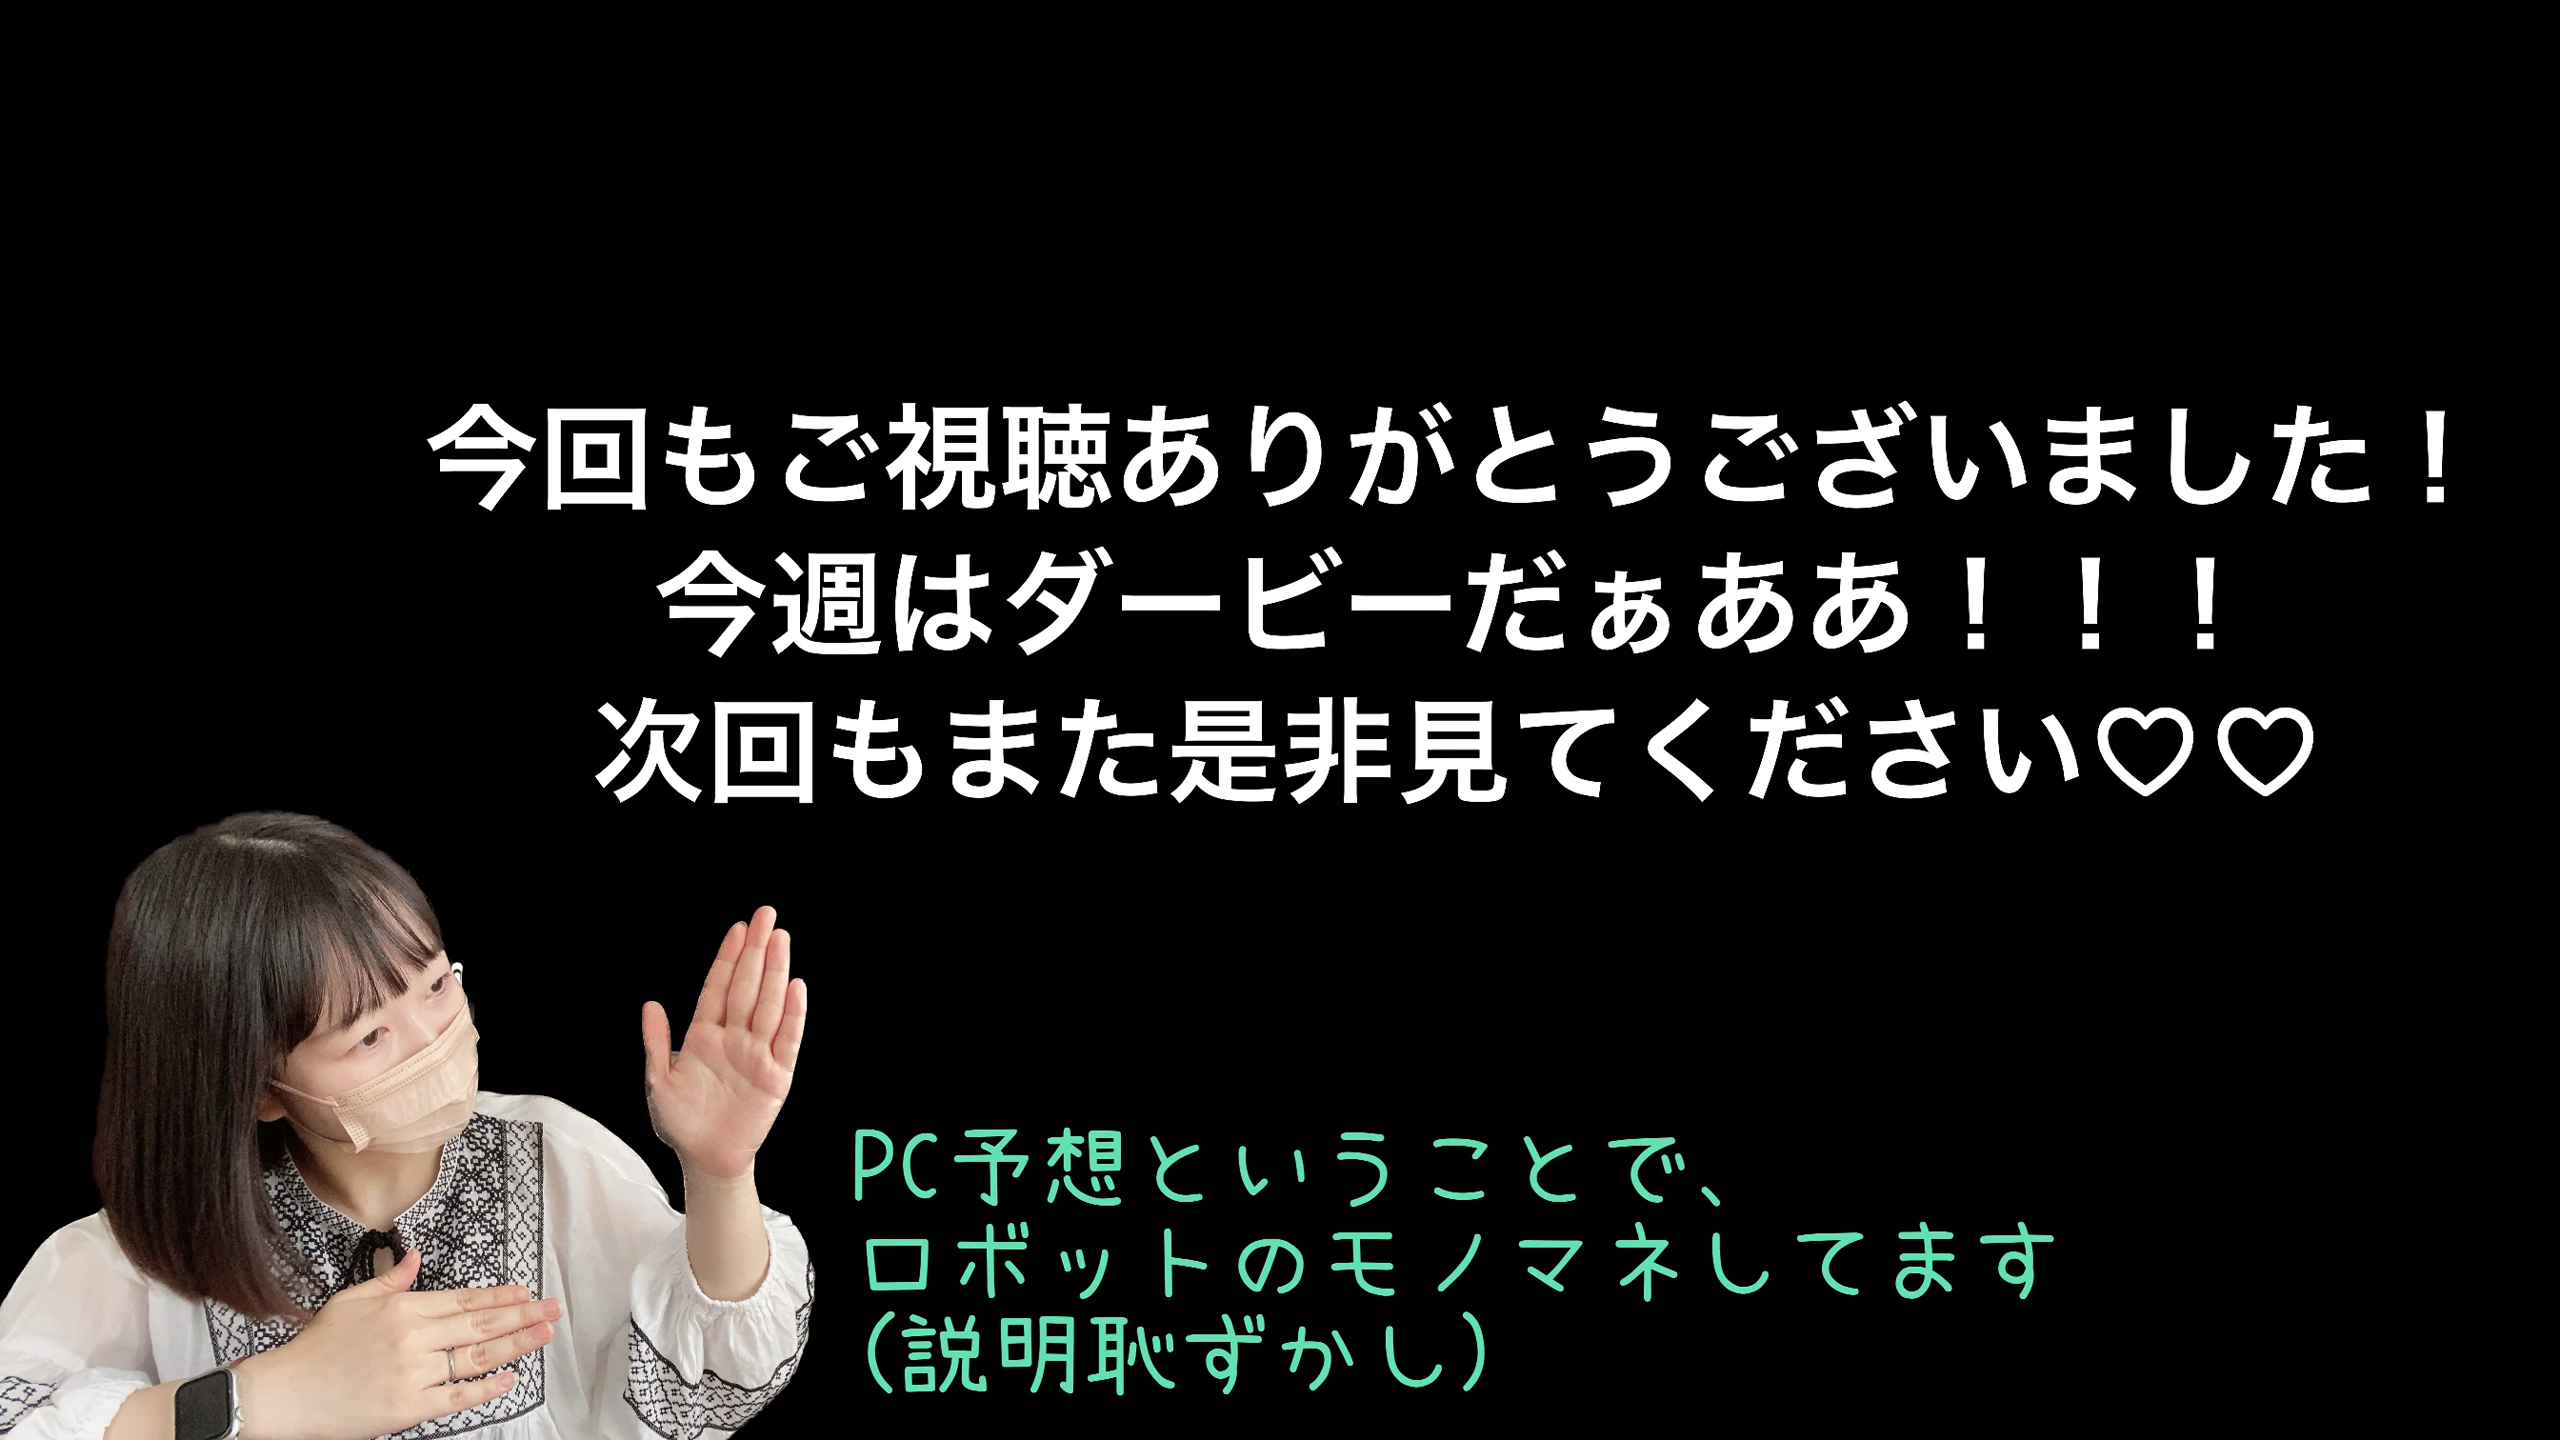 今回もご視聴ありがとうございました！
今週はダービーだぁああ！！！
次回もまた是非見てください♡♡
PC予想ということで、
ロボットのモノマネしてます
(説明恥ずかし)